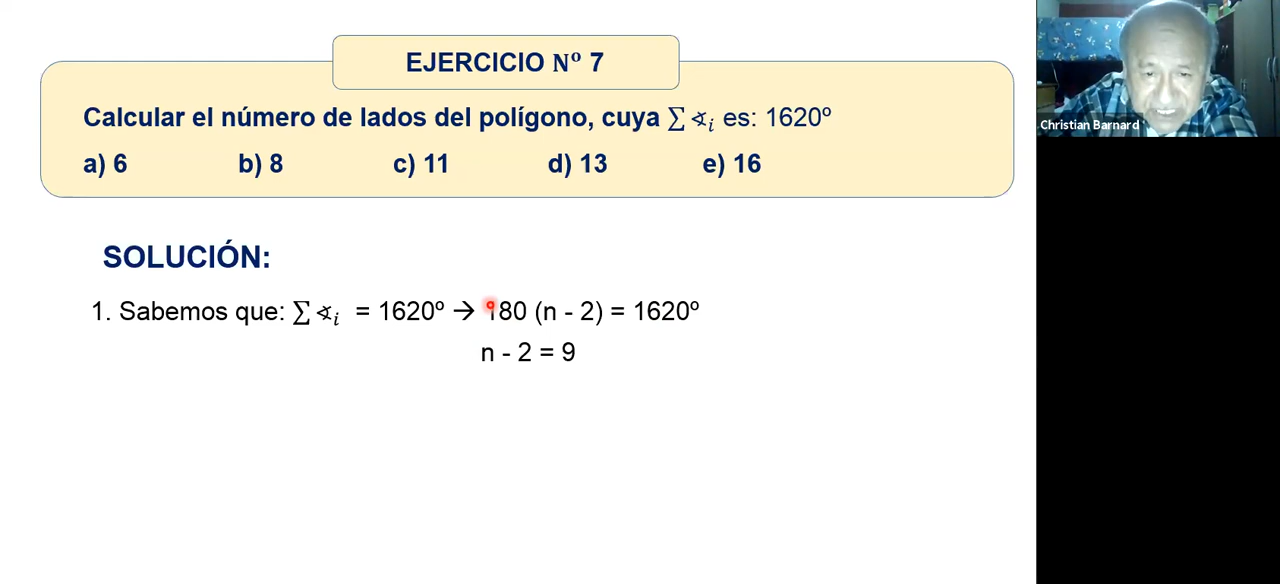 EJERCICIO Nº 7
Calcular el número de lados del polígono, cuya ∑∢ᵢ es: 1620º
a) 6 b) 8 c) 11 d) 13 e) 16
SOLUCIÓN:
1. Sabemos que: ∑∢ᵢ = 1620º → 180 (n - 2) = 1620º
n - 2 = 9
Christian Barnard